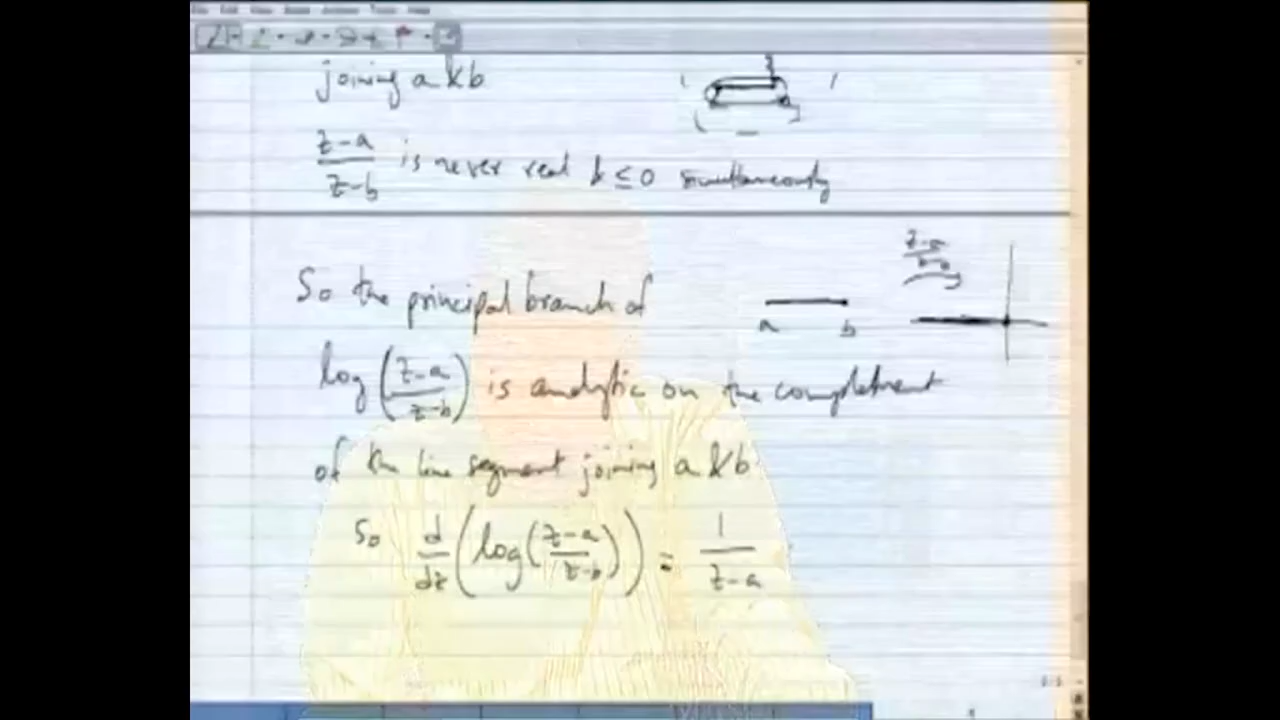 joining a & b
z-a / z-b is never real & ≤ 0 simultaneously
So the principal branch of
a b
log (z-a / z-b) is analytic on the complement
of the line segment joining a & b
So d/dz (log (z-a / z-b)) = 1 / z-a